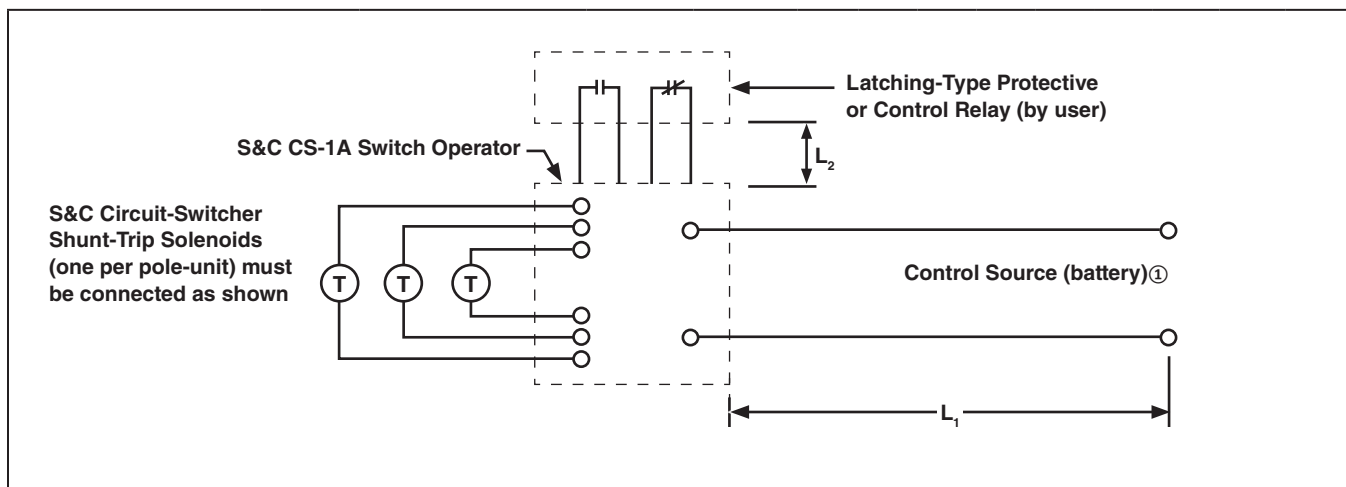 Latching-Type Protective
or Control Relay (by user)
S&C CS-1A Switch Operator
L2
S&C Circuit-Switcher
Shunt-Trip Solenoids
(one per pole-unit) must
be connected as shown
T T T
Control Source (battery)①
L1